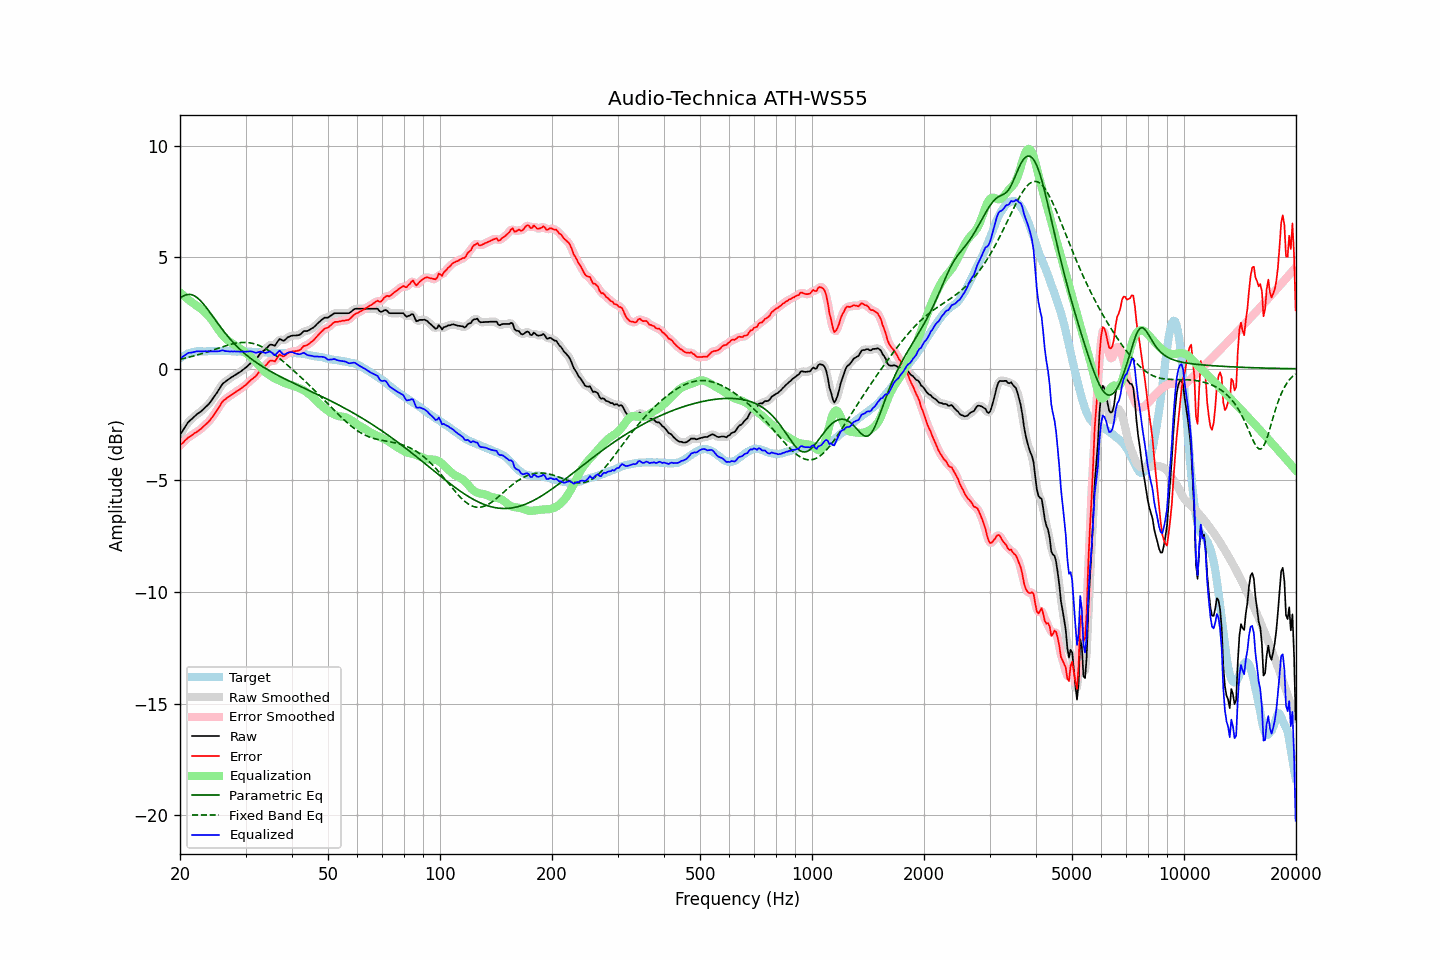 Audio-Technica ATH-WS55
Amplitude (dBr)
10
5
0
−5
−10
−15
−20
Target
Raw Smoothed
Error Smoothed
Raw
Error
Equalization
Parametric Eq
Fixed Band Eq
Equalized
20 50 100 200 500 1000 2000 5000 10000 20000
Frequency (Hz)